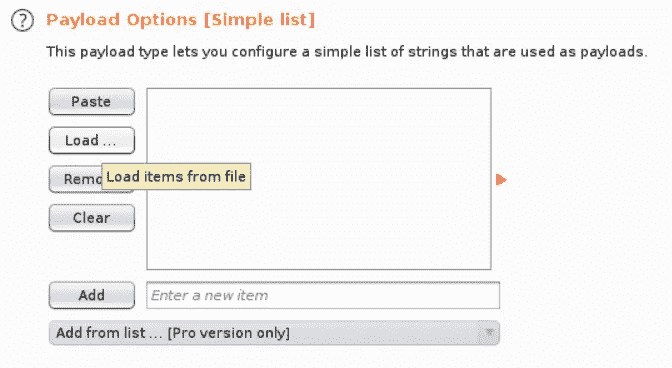 ? Payload Options [Simple list]
This payload type lets you configure a simple list of strings that are used as payloads.
Paste
Load ...
Remo
Load items from file
Clear
Add
Enter a new item
Add from list ... [Pro version only]